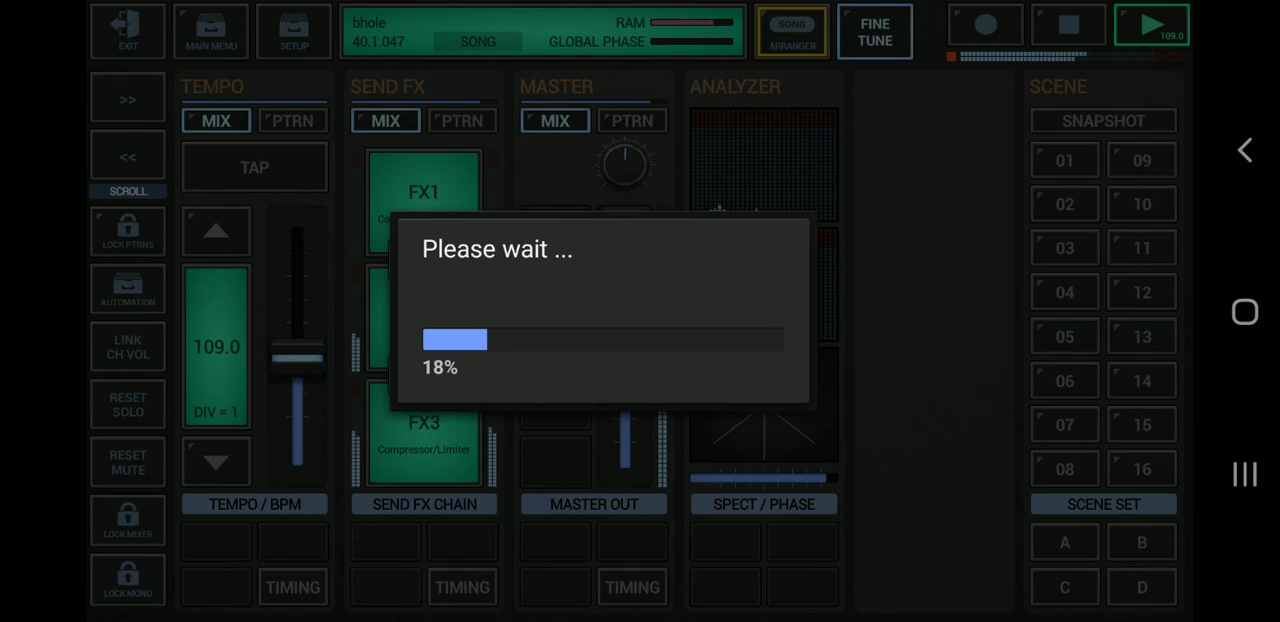 EXIT
MAIN MENU
SETUP
bhole
RAM
40.1.047
SONG
GLOBAL PHASE
SONG
ARRANGER
FINE
TUNE
109.0
>>
<<
SCROLL
LOCK PTRNS
AUTOMATION
LINK
CH VOL
RESET
SOLO
RESET
MUTE
LOCK MIXER
LOCK MONO
TEMPO
MIX
PTRN
TAP
109.0
DIV = 1
TEMPO / BPM
TIMING
SEND FX
MIX
PTRN
FX1
Co
FX3
Compressor/Limiter
SEND FX CHAIN
TIMING
MASTER
MIX
PTRN
MASTER OUT
TIMING
ANALYZER
SPECT / PHASE
Please wait ...
18%
SCENE
SNAPSHOT
01
09
02
10
03
11
04
12
05
13
06
14
07
15
08
16
SCENE SET
A
B
C
D